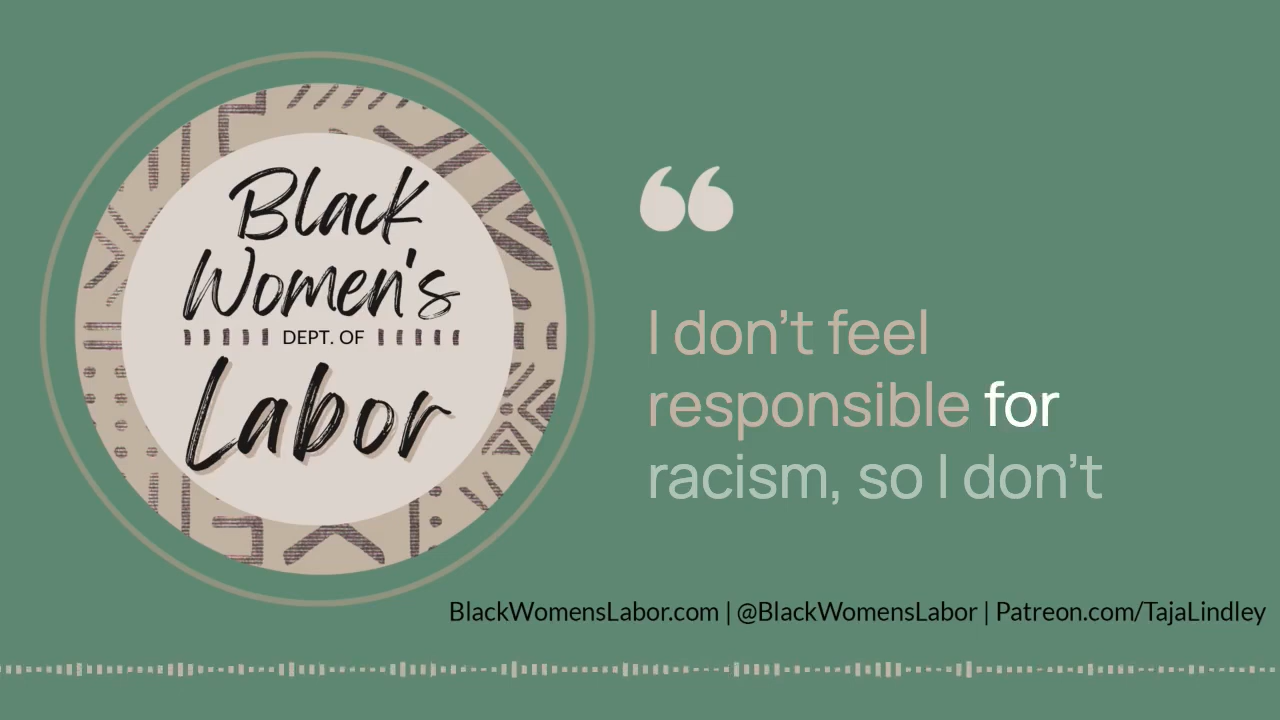 Black
Women's
DEPT. OF
Labor
I don't feel
responsible for
racism, so I don't
BlackWomensLabor.com | @BlackWomensLabor | Patreon.com/TajaLindley